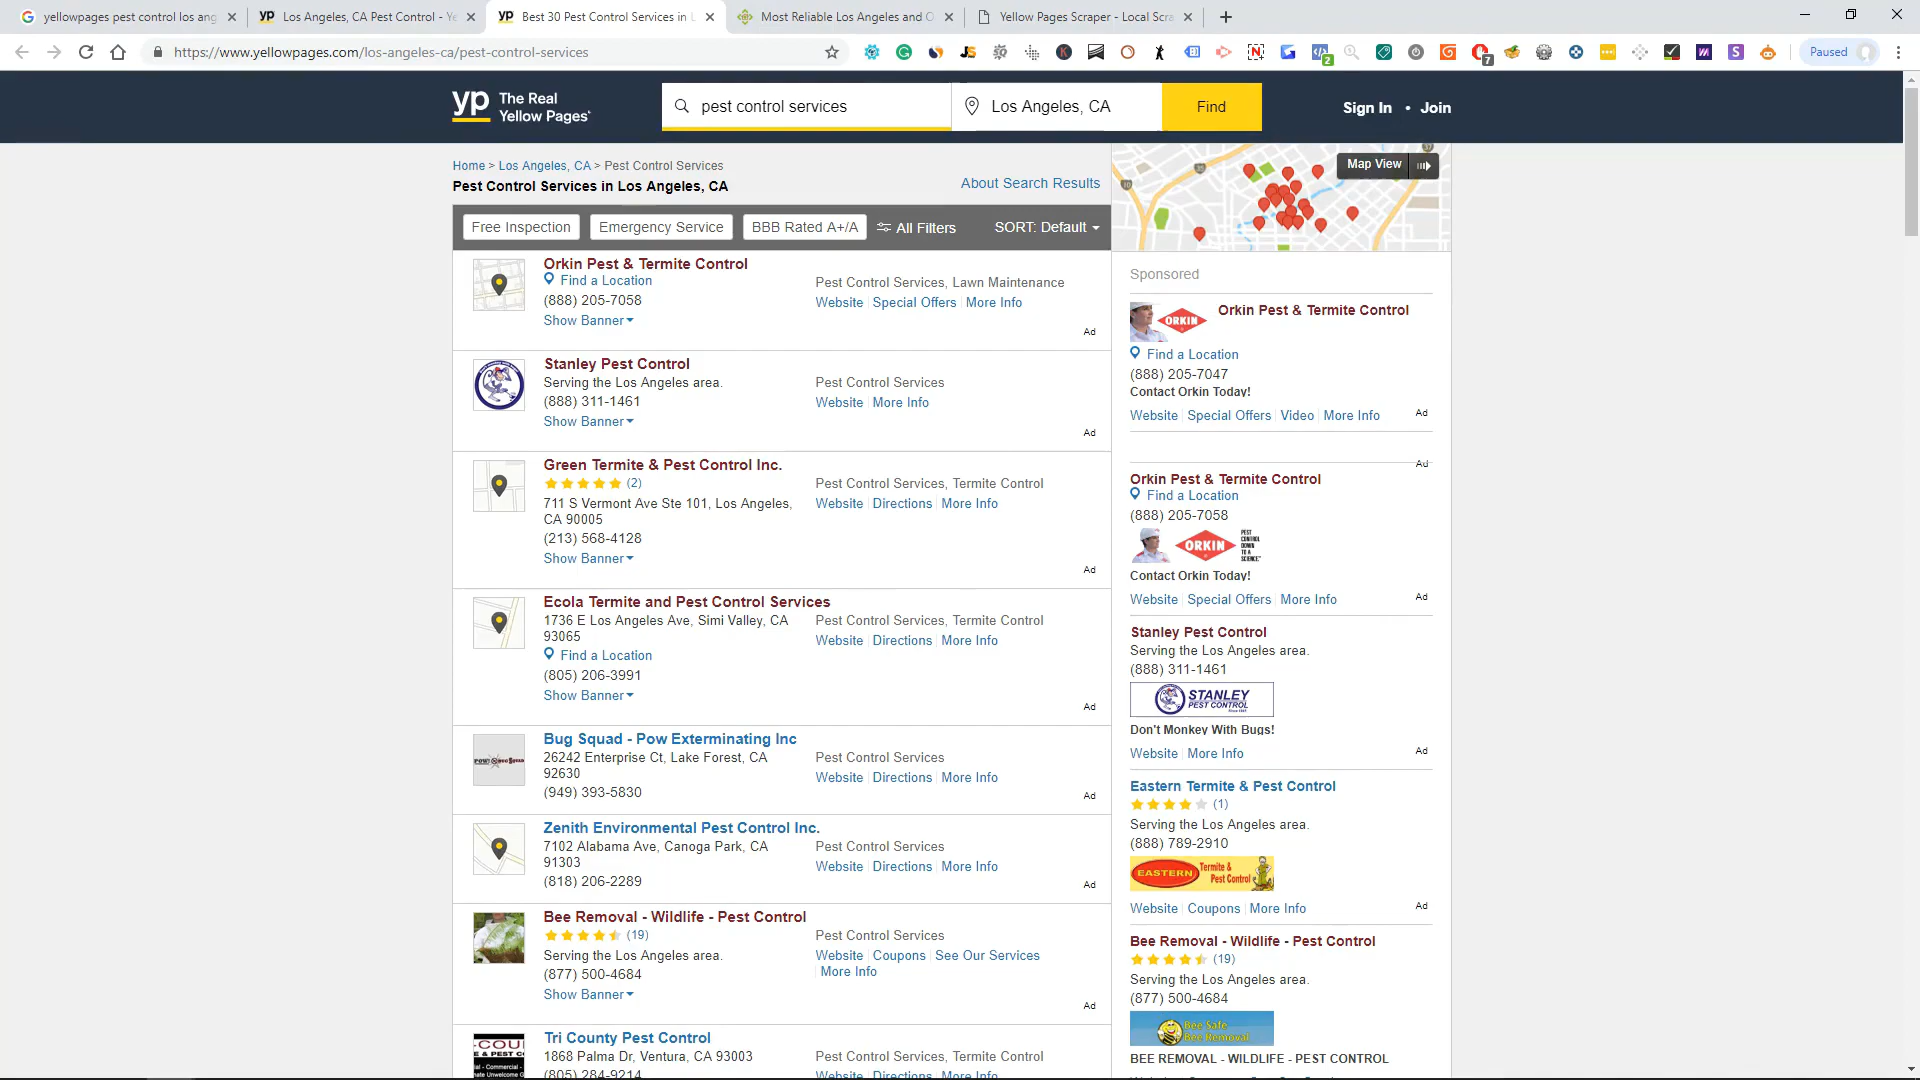 yellowpages pest control los ang
Los Angeles, CA Pest Control - Ye
Best 30 Pest Control Services in L
Most Reliable Los Angeles and O
Yellow Pages Scraper - Local Scra
https://www.yellowpages.com/los-angeles-ca/pest-control-services
2
7
Paused
yp The Real Yellow Pages
pest control services
Los Angeles, CA
Find
Sign In • Join
Home > Los Angeles, CA > Pest Control Services
Pest Control Services in Los Angeles, CA
About Search Results
Map View
Free Inspection
Emergency Service
BBB Rated A+/A
All Filters
SORT: Default
Orkin Pest & Termite Control
Find a Location
(888) 205-7058
Show Banner
Pest Control Services, Lawn Maintenance
Website Special Offers More Info
Ad
Stanley Pest Control
Serving the Los Angeles area.
(888) 311-1461
Show Banner
Pest Control Services
Website More Info
Ad
Green Termite & Pest Control Inc.
(2)
711 S Vermont Ave Ste 101, Los Angeles,
CA 90005
(213) 568-4128
Show Banner
Pest Control Services, Termite Control
Website Directions More Info
Ad
Ecola Termite and Pest Control Services
1736 E Los Angeles Ave, Simi Valley, CA
93065
Find a Location
(805) 206-3991
Show Banner
Pest Control Services, Termite Control
Website Directions More Info
Ad
Bug Squad - Pow Exterminating Inc
26242 Enterprise Ct, Lake Forest, CA
92630
(949) 393-5830
Pest Control Services
Website Directions More Info
Ad
Zenith Environmental Pest Control Inc.
7102 Alabama Ave, Canoga Park, CA
91303
(818) 206-2289
Pest Control Services
Website Directions More Info
Ad
Bee Removal - Wildlife - Pest Control
(19)
Serving the Los Angeles area.
(877) 500-4684
Show Banner
Pest Control Services
Website Coupons See Our Services
More Info
Ad
Tri County Pest Control
1868 Palma Dr, Ventura, CA 93003
(805) 284-9214
Pest Control Services, Termite Control
Website Directions More Info
Sponsored
ORKIN
Orkin Pest & Termite Control
Find a Location
(888) 205-7047
Contact Orkin Today!
Website Special Offers Video More Info
Ad
Ad
Orkin Pest & Termite Control
Find a Location
(888) 205-7058
ORKIN
PEST
CONTROL
DOWN
TO A
SCIENCE
Contact Orkin Today!
Website Special Offers More Info
Ad
Stanley Pest Control
Serving the Los Angeles area.
(888) 311-1461
STANLEY
PEST CONTROL
Don't Monkey With Bugs!
Website More Info
Ad
Eastern Termite & Pest Control
(1)
Serving the Los Angeles area.
(888) 789-2910
EASTERN Termite &
Pest Control
Website Coupons More Info
Ad
Bee Removal - Wildlife - Pest Control
(19)
Serving the Los Angeles area.
(877) 500-4684
Bee Safe
Bee Removal
BEE REMOVAL - WILDLIFE - PEST CONTROL